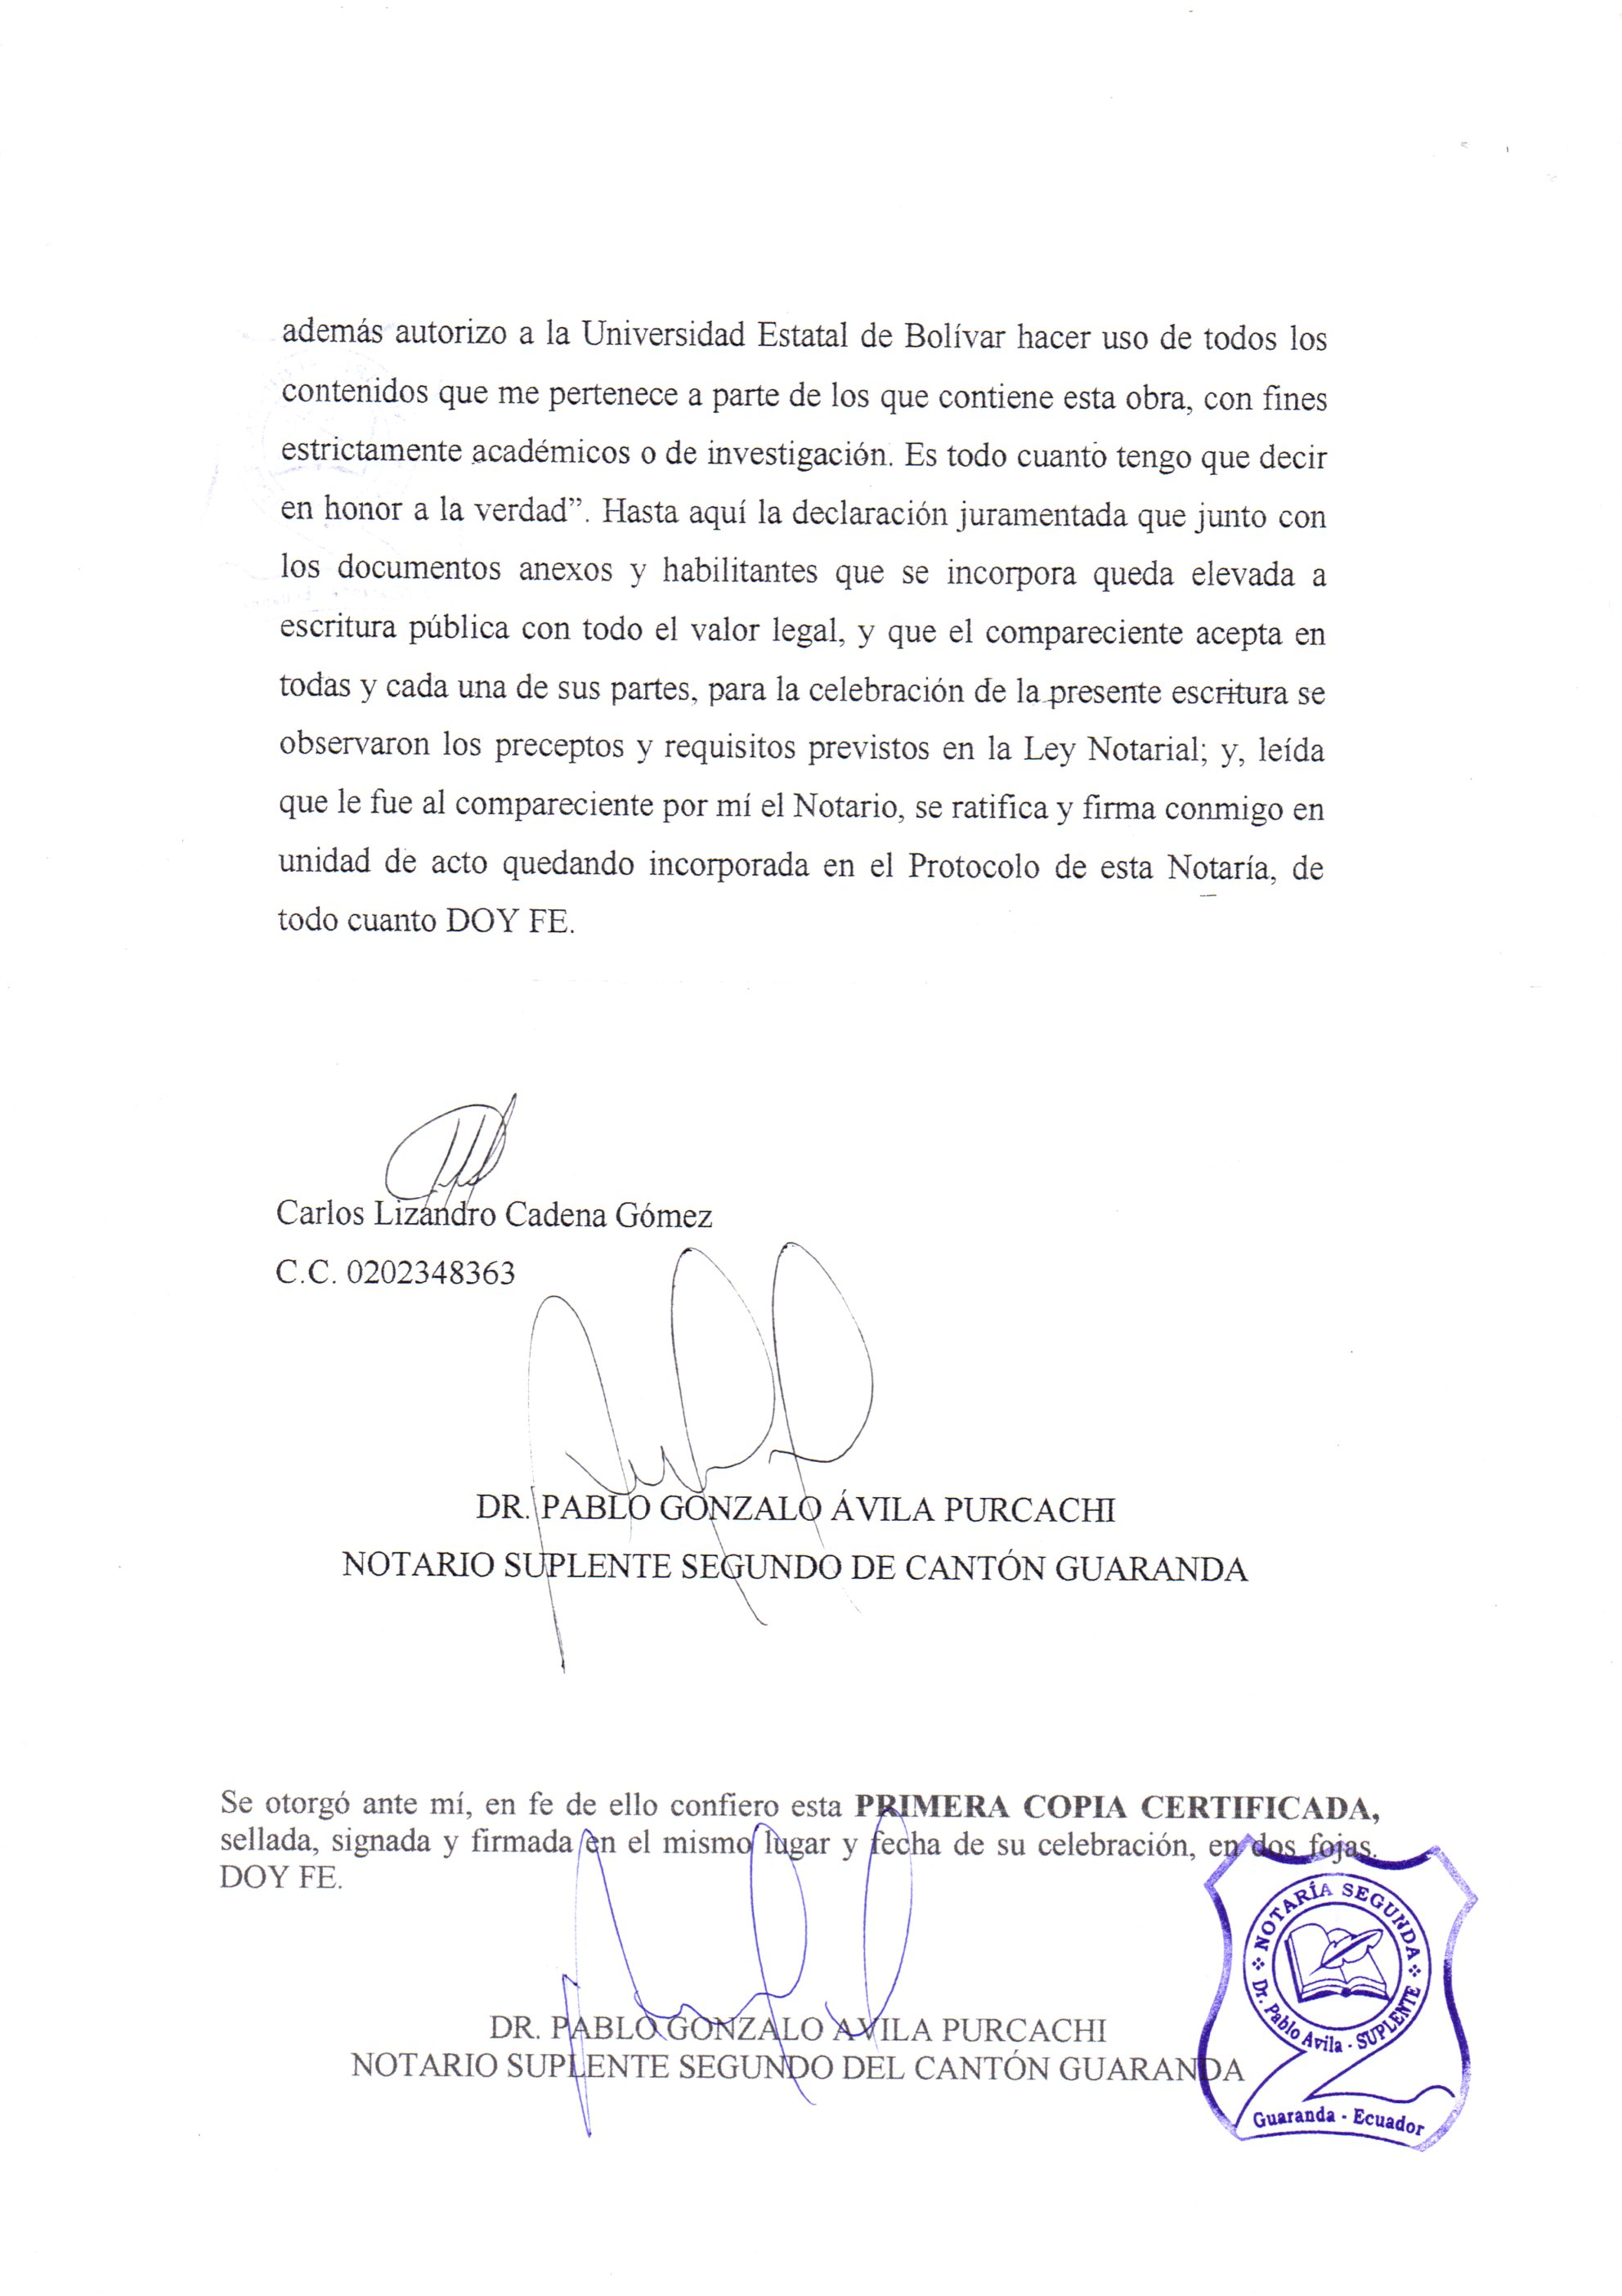 además autorizo a la Universidad Estatal de Bolívar hacer uso de todos los
contenidos que me pertenece a parte de los que contiene esta obra, con fines
estrictamente académicos o de investigación. Es todo cuanto tengo que decir
en honor a la verdad”. Hasta aquí la declaración juramentada que junto con
los documentos anexos y habilitantes que se incorpora queda elevada a
escritura pública con todo el valor legal, y que el compareciente acepta en
todas y cada una de sus partes, para la celebración de la presente escritura se
observaron los preceptos y requisitos previstos en la Ley Notarial; y, leída
que le fue al compareciente por mí el Notario, se ratifica y firma conmigo en
unidad de acto quedando incorporada en el Protocolo de esta Notaría, de
todo cuanto DOY FE.
Carlos Lizandro Cadena Gómez
C.C. 0202348363
DR. PABLO GONZALO ÁVILA PURCACHI
NOTARIO SUPLENTE SEGUNDO DE CANTÓN GUARANDA
Se otorgó ante mí, en fe de ello confiero esta PRIMERA COPIA CERTIFICADA,
sellada, signada y firmada en el mismo lugar y fecha de su celebración, en dos fojas.
DOY FE.
DR. PABLO GONZALO AVILA PURCACHI
NOTARIO SUPLENTE SEGUNDO DEL CANTÓN GUARANDA
NOTARÍA SEGUNDA
Dr. Pablo Avila - SUPLENTE
Guaranda - Ecuador